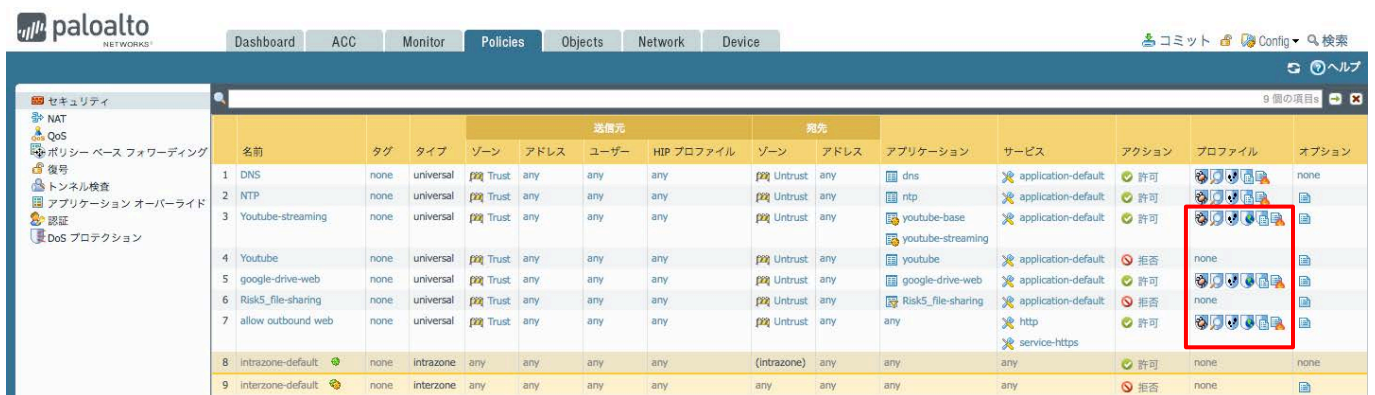 paloalto
NETWORKS
Dashboard ACC Monitor Policies Objects Network Device
コミット Config 検索
ヘルプ
9 個の項目s
セキュリティ
NAT
QoS
ポリシー ベース フォワーディング
復号
トンネル検査
アプリケーション オーバーライド
認証
DoS プロテクション
送信元 宛先
名前 タグ タイプ ゾーン アドレス ユーザー HIP プロファイル ゾーン アドレス アプリケーション サービス アクション プロファイル オプション
1 DNS none universal Trust any any any Untrust any dns application-default 許可 none
2 NTP none universal Trust any any any Untrust any ntp application-default 許可
3 Youtube-streaming none universal Trust any any any Untrust any youtube-base application-default 許可
youtube-streaming
4 Youtube none universal Trust any any any Untrust any youtube application-default 拒否 none
5 google-drive-web none universal Trust any any any Untrust any google-drive-web application-default 許可
6 Risk5_file-sharing none universal Trust any any any Untrust any Risk5_file-sharing application-default 拒否 none
7 allow outbound web none universal Trust any any any Untrust any any http 許可
service-https
8 intrazone-default none intrazone any any any any (intrazone) any any any 許可 none none
9 interzone-default none interzone any any any any any any any any 拒否 none